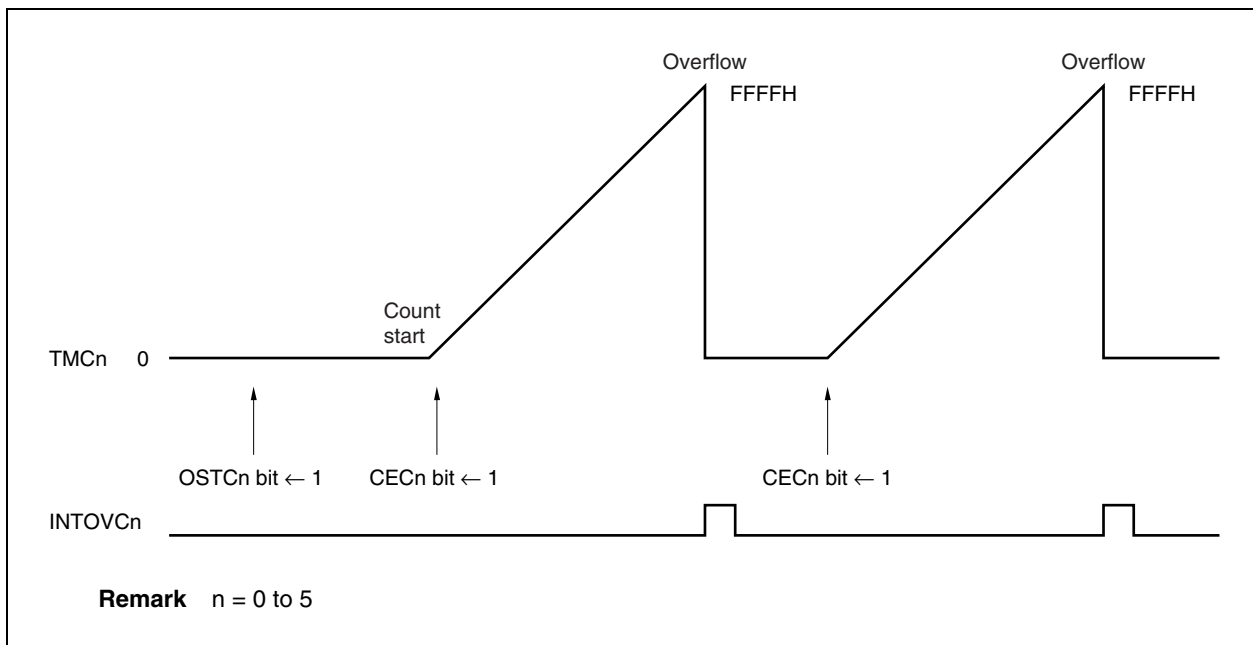 Overflow Overflow
FFFFH FFFFH
Count
start
TMCn 0
OSTCn bit ← 1 CECn bit ← 1 CECn bit ← 1
INTOVCn
Remark n = 0 to 5